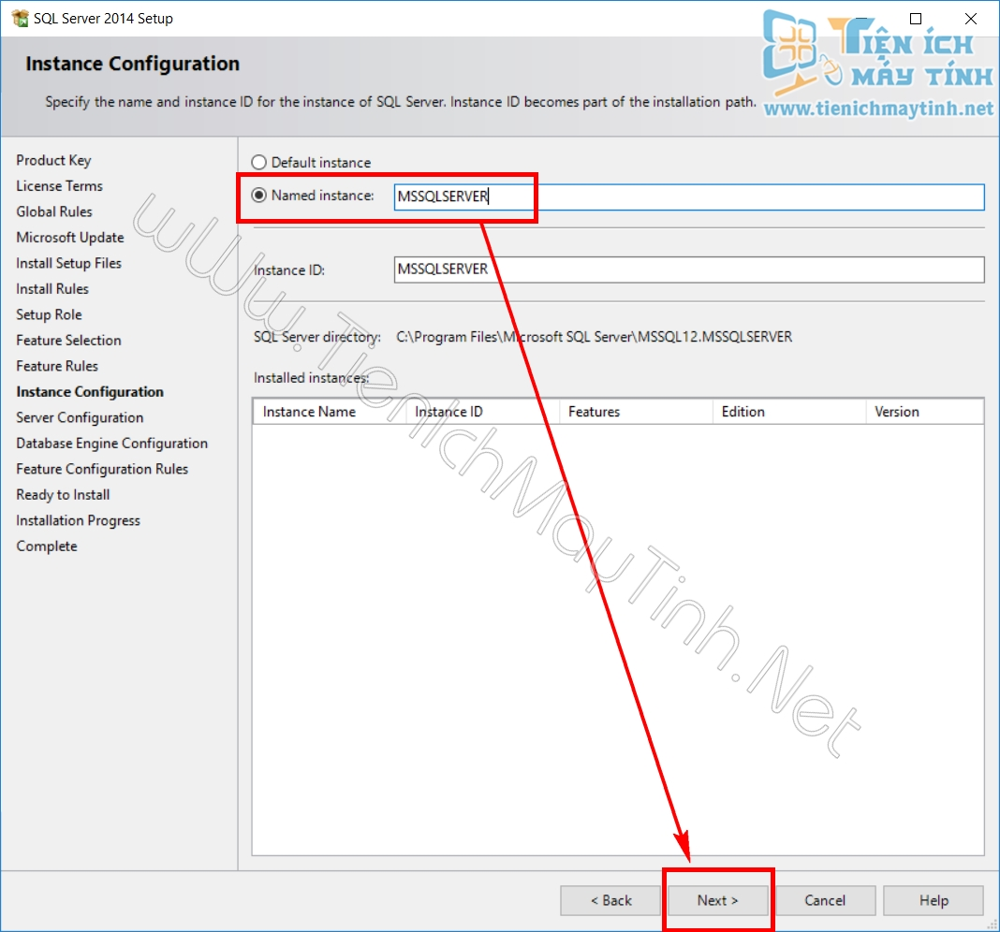 SQL Server 2014 Setup
TIỆN ÍCH
MÁY TÍNH
www.tienichmaytinh.net
Instance Configuration
Specify the name and instance ID for the instance of SQL Server. Instance ID becomes part of the installation path.
Product Key
License Terms
Global Rules
Microsoft Update
Install Setup Files
Install Rules
Setup Role
Feature Selection
Feature Rules
Instance Configuration
Server Configuration
Database Engine Configuration
Feature Configuration Rules
Ready to Install
Installation Progress
Complete
Default instance
Named instance: MSSQLSERVER
Instance ID: MSSQLSERVER
SQL Server directory: C:\Program Files\Microsoft SQL Server\MSSQL12.MSSQLSERVER
Installed instances:
Instance Name Instance ID Features Edition Version
wWw.TienIchMayTinh.Net
< Back Next > Cancel Help